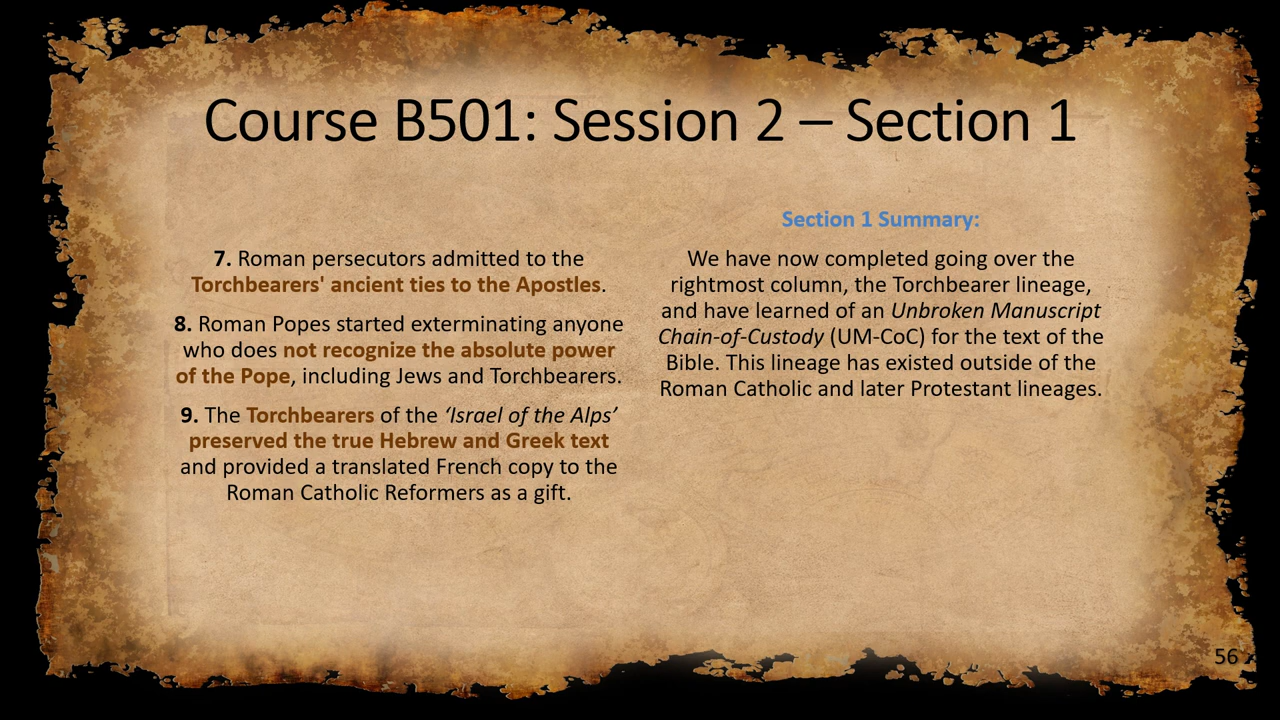 Course B501: Session 2 – Section 1
7. Roman persecutors admitted to the
Torchbearers' ancient ties to the Apostles.
8. Roman Popes started exterminating anyone
who does not recognize the absolute power
of the Pope, including Jews and Torchbearers.
9. The Torchbearers of the ‘Israel of the Alps’
preserved the true Hebrew and Greek text
and provided a translated French copy to the
Roman Catholic Reformers as a gift.
Section 1 Summary:
We have now completed going over the
rightmost column, the Torchbearer lineage,
and have learned of an Unbroken Manuscript
Chain-of-Custody (UM-CoC) for the text of the
Bible. This lineage has existed outside of the
Roman Catholic and later Protestant lineages.
56